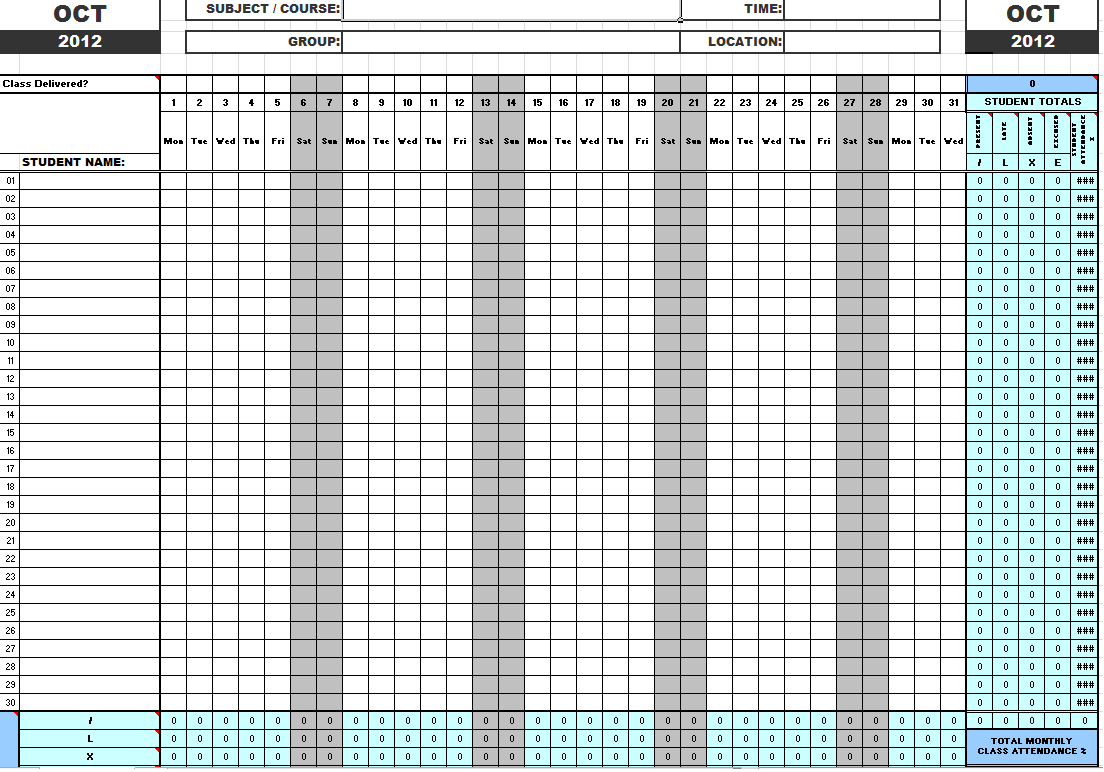 OCT SUBJECT / COURSE: TIME: OCT
2012 GROUP: LOCATION: 2012
Class Delivered? 0
1 2 3 4 5 6 7 8 9 10 11 12 13 14 15 16 17 18 19 20 21 22 23 24 25 26 27 28 29 30 31 STUDENT TOTALS
Mon Tue Wed Thu Fri Sat Sun Mon Tue Wed Thu Fri Sat Sun Mon Tue Wed Thu Fri Sat Sun Mon Tue Wed Thu Fri Sat Sun Mon Tue Wed PRESENT LATE ABSENT EXCUSED STUDENT ATTENDANCE %
STUDENT NAME: / L X E
01 0 0 0 0 ###
02 0 0 0 0 ###
03 0 0 0 0 ###
04 0 0 0 0 ###
05 0 0 0 0 ###
06 0 0 0 0 ###
07 0 0 0 0 ###
08 0 0 0 0 ###
09 0 0 0 0 ###
10 0 0 0 0 ###
11 0 0 0 0 ###
12 0 0 0 0 ###
13 0 0 0 0 ###
14 0 0 0 0 ###
15 0 0 0 0 ###
16 0 0 0 0 ###
17 0 0 0 0 ###
18 0 0 0 0 ###
19 0 0 0 0 ###
20 0 0 0 0 ###
21 0 0 0 0 ###
22 0 0 0 0 ###
23 0 0 0 0 ###
24 0 0 0 0 ###
25 0 0 0 0 ###
26 0 0 0 0 ###
27 0 0 0 0 ###
28 0 0 0 0 ###
29 0 0 0 0 ###
30 0 0 0 0 ###
/ 0 0 0 0 0 0 0 0 0 0 0 0 0 0 0 0 0 0 0 0 0 0 0 0 0 0 0 0 0 0 0 0 0 0 0 0
L 0 0 0 0 0 0 0 0 0 0 0 0 0 0 0 0 0 0 0 0 0 0 0 0 0 0 0 0 0 0 0 TOTAL MONTHLY
X 0 0 0 0 0 0 0 0 0 0 0 0 0 0 0 0 0 0 0 0 0 0 0 0 0 0 0 0 0 0 0 CLASS ATTENDANCE %